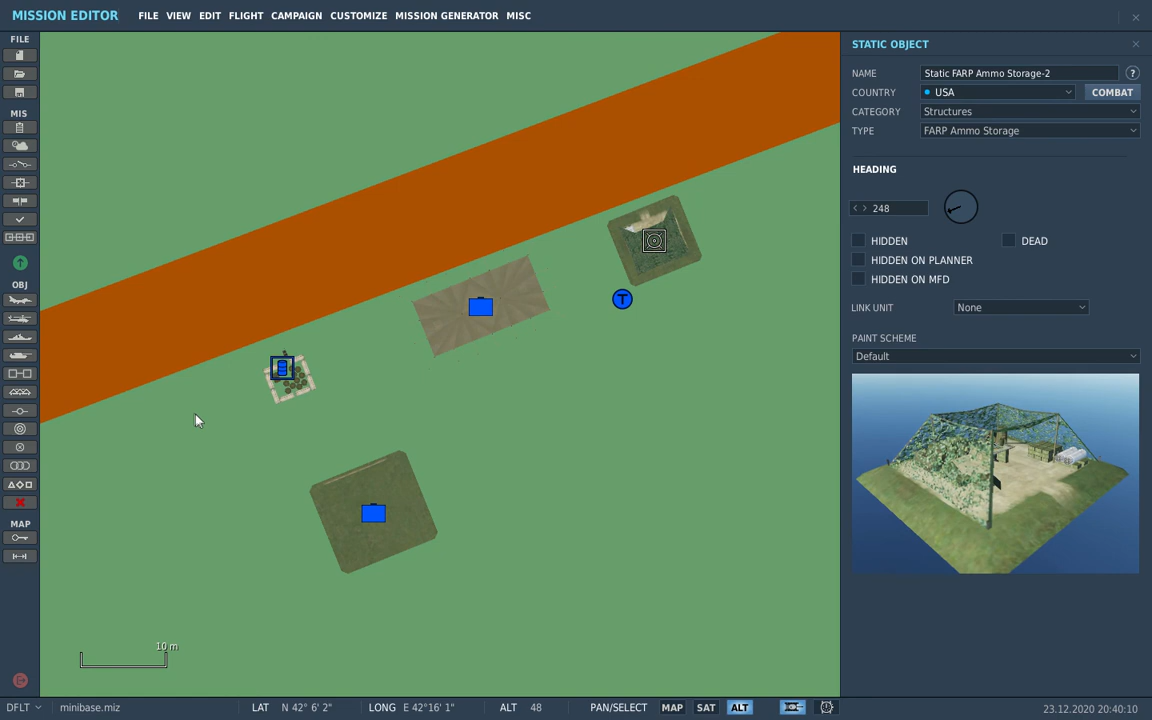 MISSION EDITOR FILE VIEW EDIT FLIGHT CAMPAIGN CUSTOMIZE MISSION GENERATOR MISC
FILE
MIS
OBJ
MAP
STATIC OBJECT
NAME Static FARP Ammo Storage-2 ?
COUNTRY USA COMBAT
CATEGORY Structures
TYPE FARP Ammo Storage
HEADING
248
HIDDEN DEAD
HIDDEN ON PLANNER
HIDDEN ON MFD
LINK UNIT None
PAINT SCHEME
Default
T
10 m
DFLT minibase.miz LAT N 42° 6' 2" LONG E 42°16' 1" ALT 48 PAN/SELECT MAP SAT ALT 23.12.2020 20:40:10